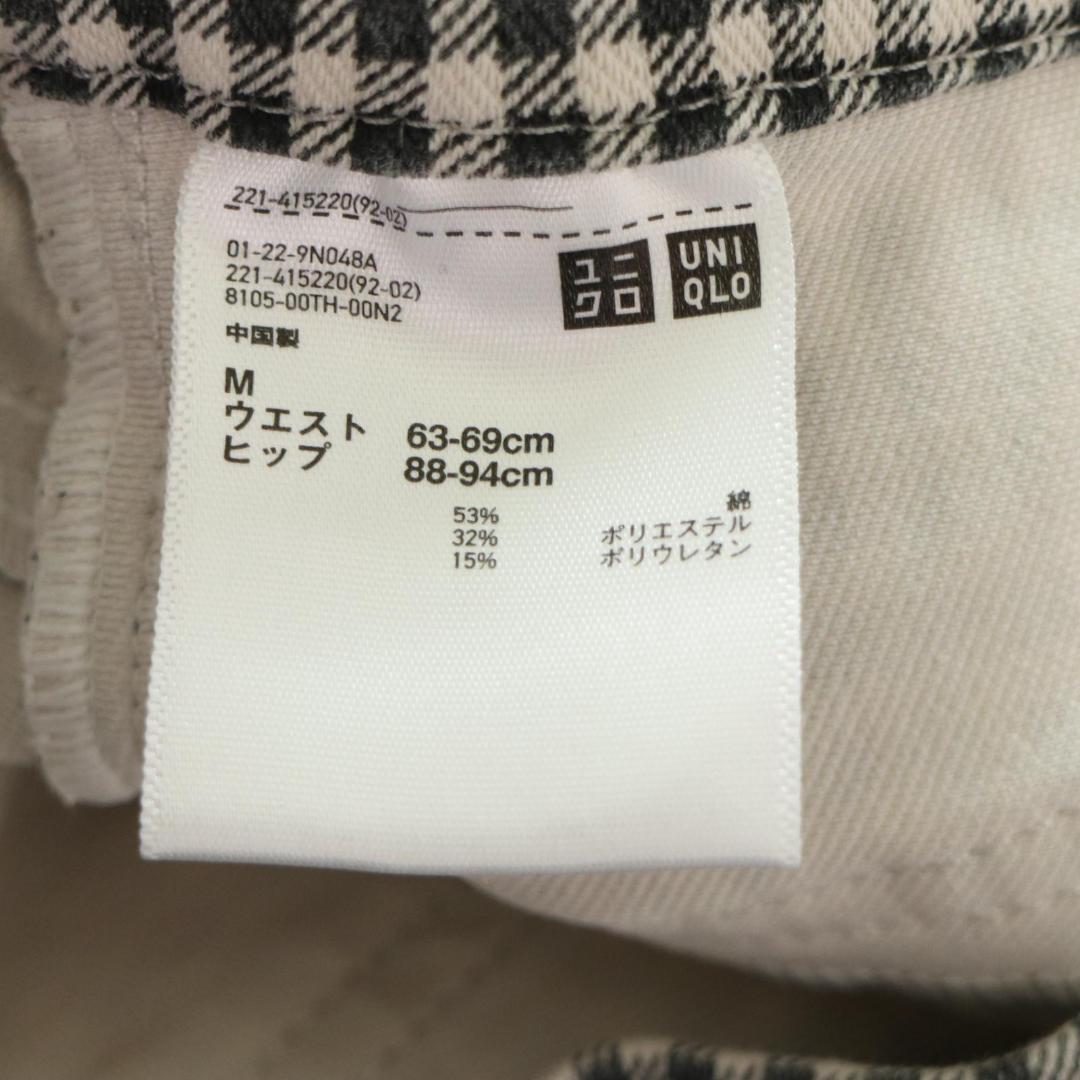 221-415220(92-02)
01-22-9N048A
221-415220(92-02)
8105-00TH-00N2
中国製
ユニ
クロ
UNI
QLO
M
ウエスト 63-69cm
ヒップ 88-94cm
53% 綿
32% ポリエステル
15% ポリウレタン